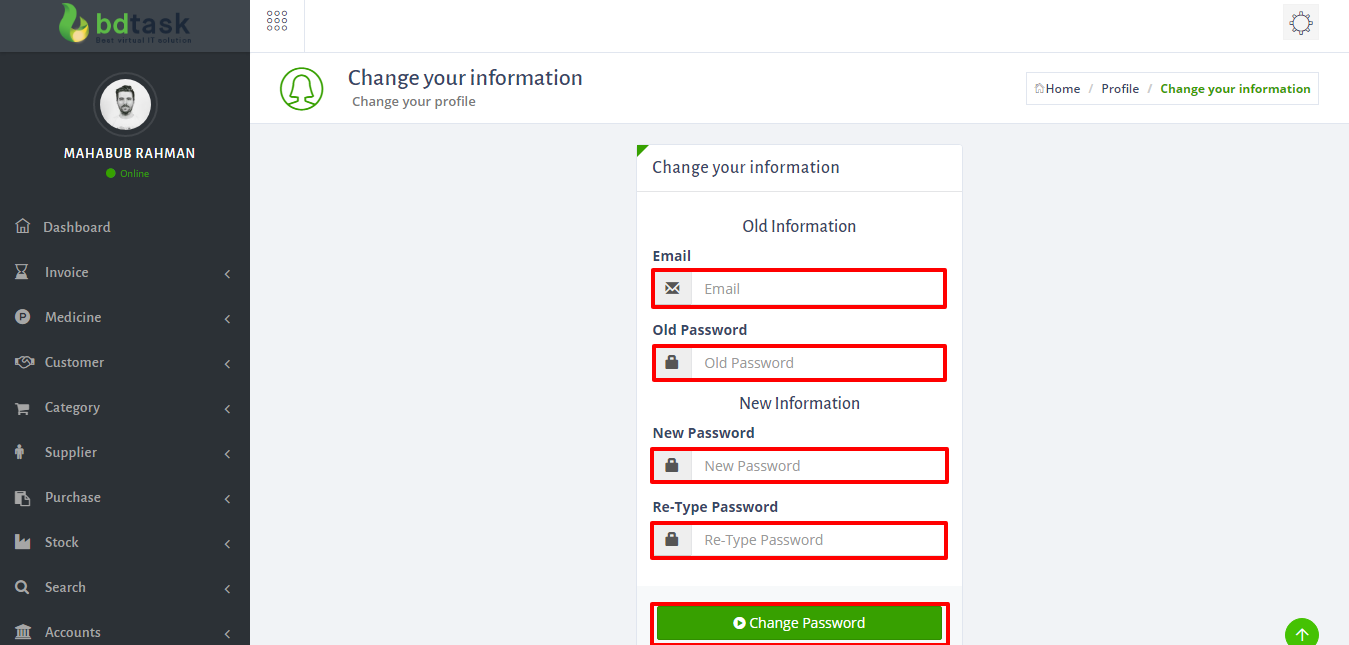 bdtask
Best virtual IT solution
MAHABUB RAHMAN
Online
Dashboard
Invoice
Medicine
Customer
Category
Supplier
Purchase
Stock
Search
Accounts
Change your information
Change your profile
Home / Profile / Change your information
Change your information
Old Information
Email
Email
Old Password
Old Password
New Information
New Password
New Password
Re-Type Password
Re-Type Password
Change Password